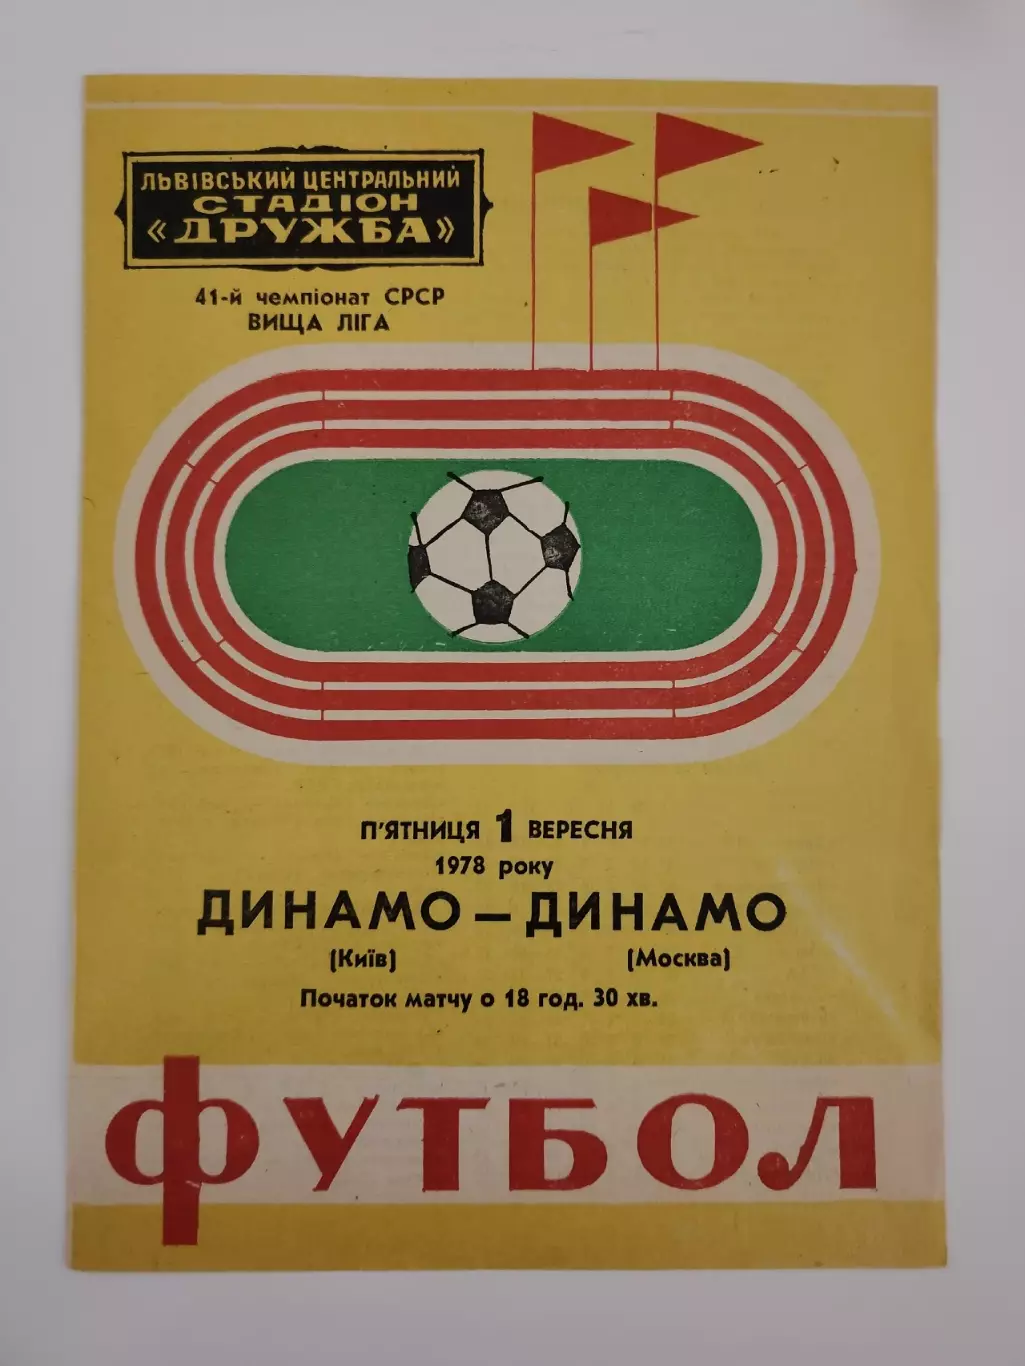 ЛЬВІВСЬКИЙ ЦЕНТРАЛЬНИЙ
СТАДІОН
«ДРУЖБА»
41-й чемпіонат СРСР
ВИЩА ЛІГА
П'ЯТНИЦЯ 1 ВЕРЕСНЯ
1978 року
ДИНАМО — ДИНАМО
(Київ) (Москва)
Початок матчу о 18 год. 30 хв.
ФУТБОЛ